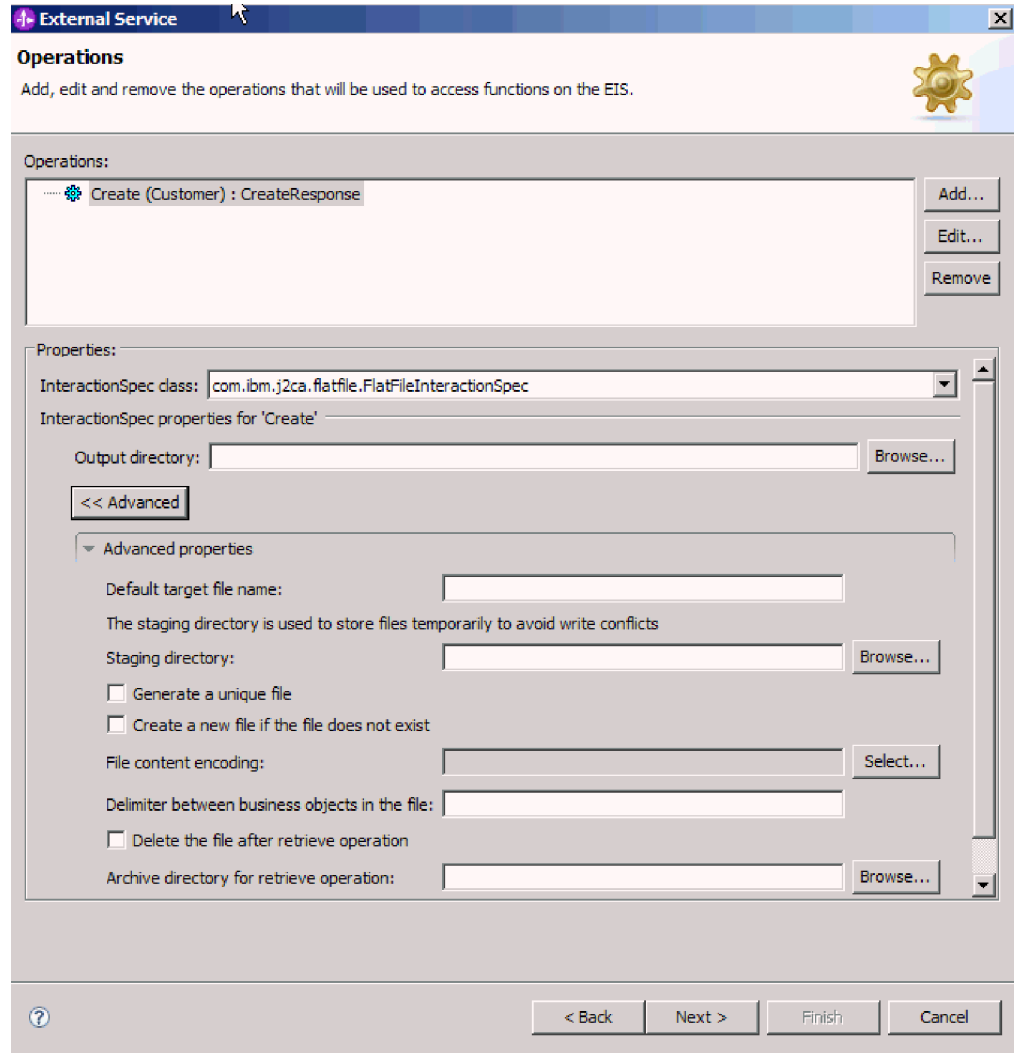 External Service
Operations
Add, edit and remove the operations that will be used to access functions on the EIS.
Operations:
Create (Customer) : CreateResponse
Add...
Edit...
Remove
Properties:
InteractionSpec class: com.ibm.j2ca.flatfile.FlatFileInteractionSpec
InteractionSpec properties for 'Create'
Output directory: Browse...
<< Advanced
Advanced properties
Default target file name:
The staging directory is used to store files temporarily to avoid write conflicts
Staging directory: Browse...
Generate a unique file
Create a new file if the file does not exist
File content encoding: Select...
Delimiter between business objects in the file:
Delete the file after retrieve operation
Archive directory for retrieve operation: Browse...
? < Back Next > Finish Cancel